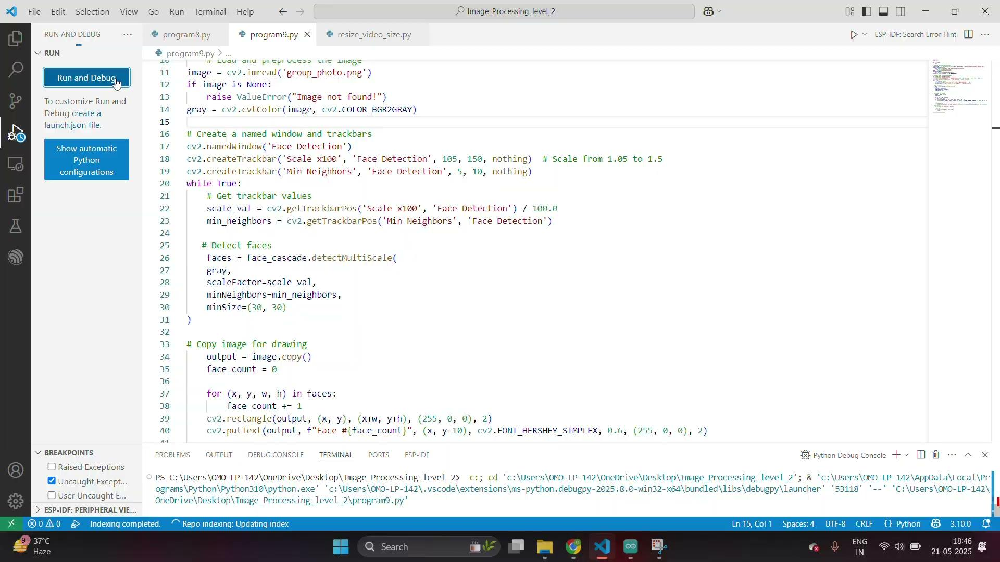 File Edit Selection View Go Run Terminal Help
Image_Processing_level_2
RUN AND DEBUG
program8.py
program9.py
resize_video_size.py
ESP-IDF: Search Error Hint
RUN
program9.py > ...
Run and Debug
To customize Run and
Debug create a
launch.json file.
Show automatic
Python
configurations
10 # Load and preprocess the image
11 image = cv2.imread('group_photo.png')
12 if image is None:
13 raise ValueError("Image not found!")
14 gray = cv2.cvtColor(image, cv2.COLOR_BGR2GRAY)
15
16 # Create a named window and trackbars
17 cv2.namedWindow('Face Detection')
18 cv2.createTrackbar('Scale x100', 'Face Detection', 105, 150, nothing) # Scale from 1.05 to 1.5
19 cv2.createTrackbar('Min Neighbors', 'Face Detection', 5, 10, nothing)
20 while True:
21 # Get trackbar values
22 scale_val = cv2.getTrackbarPos('Scale x100', 'Face Detection') / 100.0
23 min_neighbors = cv2.getTrackbarPos('Min Neighbors', 'Face Detection')
24
25 # Detect faces
26 faces = face_cascade.detectMultiScale(
27 gray,
28 scaleFactor=scale_val,
29 minNeighbors=min_neighbors,
30 minSize=(30, 30)
31 )
32
33 # Copy image for drawing
34 output = image.copy()
35 face_count = 0
36
37 for (x, y, w, h) in faces:
38 face_count += 1
39 cv2.rectangle(output, (x, y), (x+w, y+h), (255, 0, 0), 2)
40 cv2.putText(output, f"Face #{face_count}", (x, y-10), cv2.FONT_HERSHEY_SIMPLEX, 0.6, (255, 0, 0), 2)
41
BREAKPOINTS
Raised Exceptions
Uncaught Except...
User Uncaught E...
ESP-IDF: PERIPHERAL VIE...
PROBLEMS OUTPUT DEBUG CONSOLE TERMINAL PORTS ESP-IDF
Python Debug Console
PS C:\Users\OMO-LP-142\OneDrive\Desktop\Image_Processing_level_2> c:; cd 'c:\Users\OMO-LP-142\OneDrive\Desktop\Image_Processing_level_2'; & 'c:\Users\OMO-LP-142\AppData\Local\Pr
ograms\Python\Python310\python.exe' 'c:\Users\OMO-LP-142\.vscode\extensions\ms-python.debugpy-2025.8.0-win32-x64\bundled\libs\debugpy\launcher' '53118' '--' 'C:\Users\OMO-LP-142\
OneDrive\Desktop\Image_Processing_level_2\program9.py'
0 0 Indexing completed. Repo indexing: Updating index
Ln 15, Col 1 Spaces: 4 UTF-8 CRLF {} Python 3.10.0
9+
37°C
Haze
Search
ENG
IN
18:46
21-05-2025